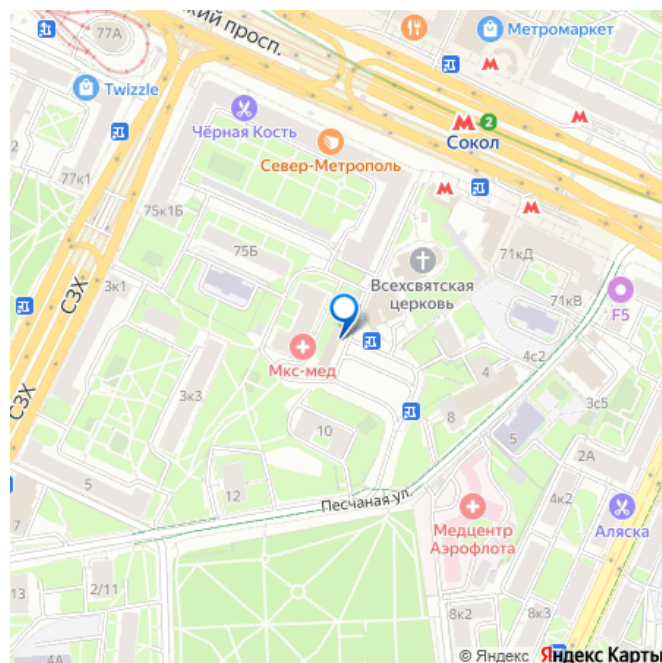 77А
кий просп.
Метромаркет
Twizzle
Чёрная Кость
2
Сокол
Север-Метрополь
2
77к1
75к1Б
75Б
71кД
Всехсвятская
церковь
3к1
СЗХ
71кВ
F5
Мкс-мед
4с2
4
3к3
СЗХ
3с5
8
10
5
2А
5
12
Песчаная ул.
4к2
7
Медцентр
Аэрофлота
Аляска
2/11
13
8к2
8к3
4А
© Яндекс Яндекс Карты